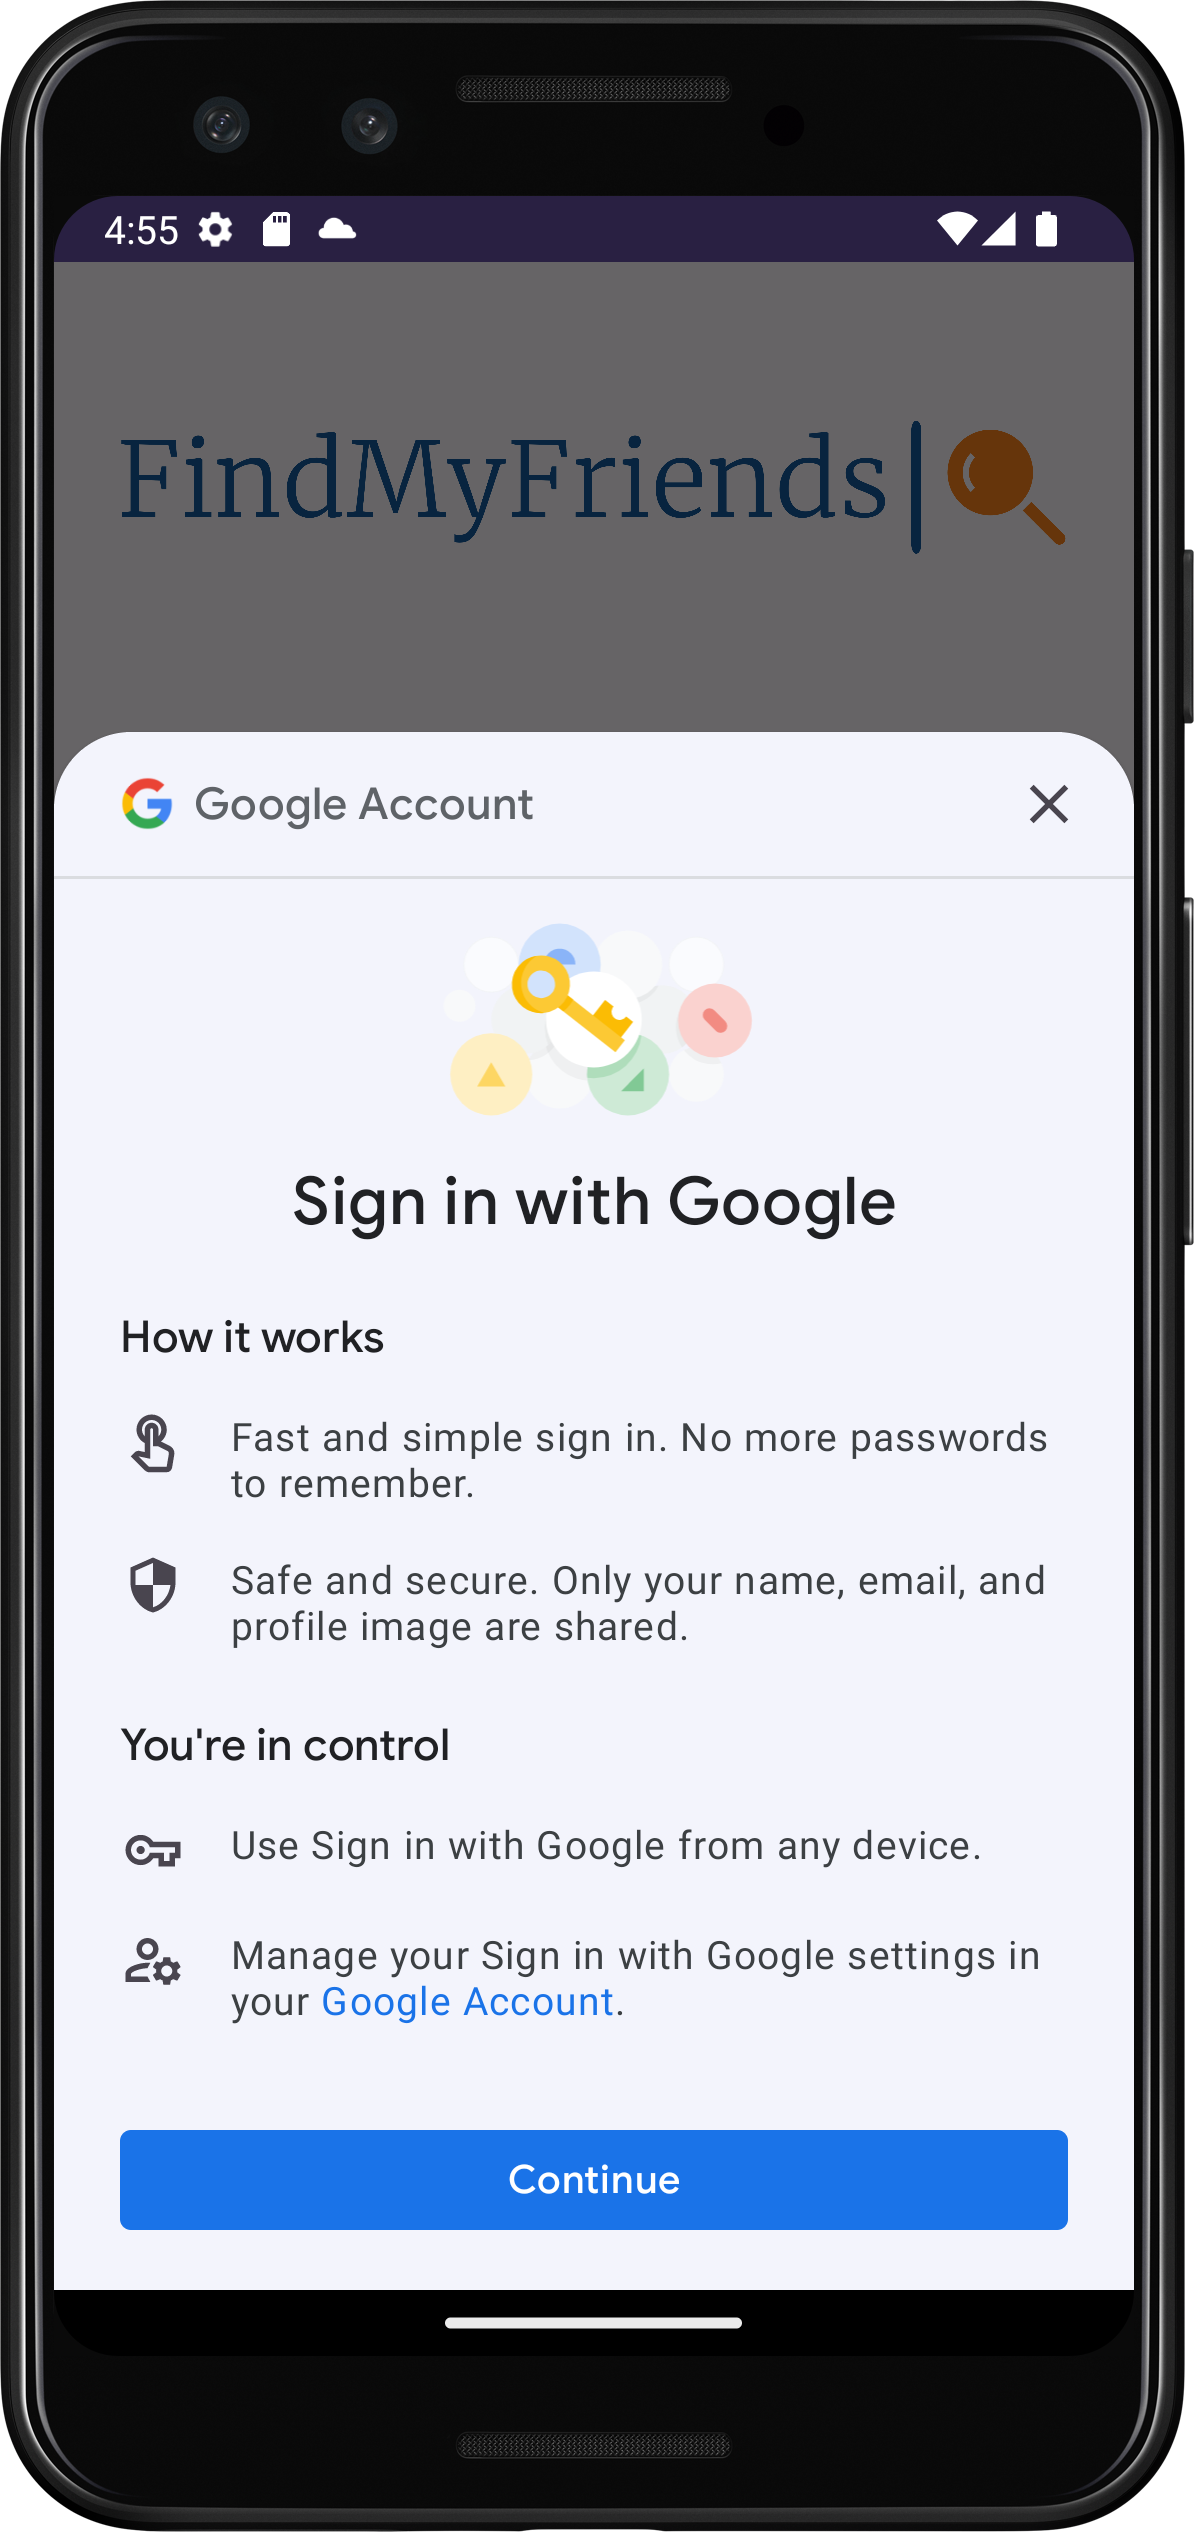 4:55
FindMyFriends
Google Account
Sign in with Google
How it works
Fast and simple sign in. No more passwords
to remember.
Safe and secure. Only your name, email, and
profile image are shared.
You're in control
Use Sign in with Google from any device.
Manage your Sign in with Google settings in
your Google Account.
Continue